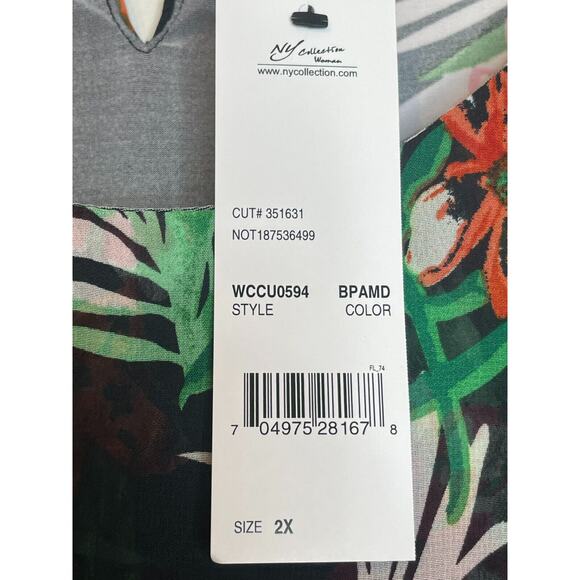 NY Collection
Woman
www.nycollection.com
CUT# 351631
NOT187536499
WCCU0594 BPAMD
STYLE COLOR
FL_74
7 04975 28167 8
SIZE 2X